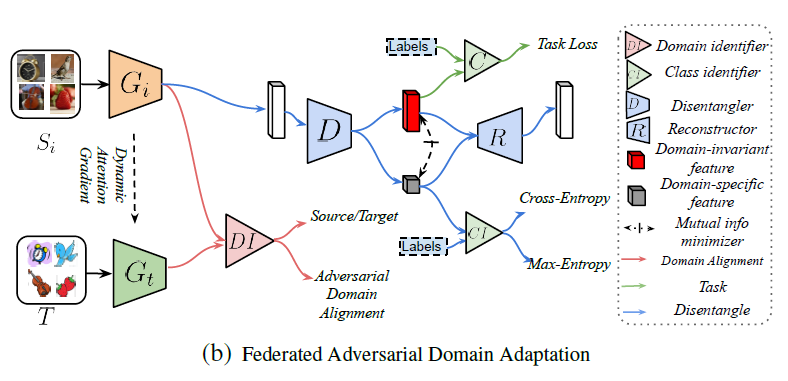 S_i
G_i
Dynamic
Attention
Gradient
T
G_t
DI
Source/Target
Adversarial
Domain
Alignment
D
Labels
C
Task Loss
R
Labels
CI
Cross-Entropy
Max-Entropy
DI Domain identifier
CI Class identifier
D Disentangler
R Reconstructor
Domain-invariant
feature
Domain-specific
feature
Mutual info
minimizer
Domain Alignment
Task
Disentangle
(b) Federated Adversarial Domain Adaptation